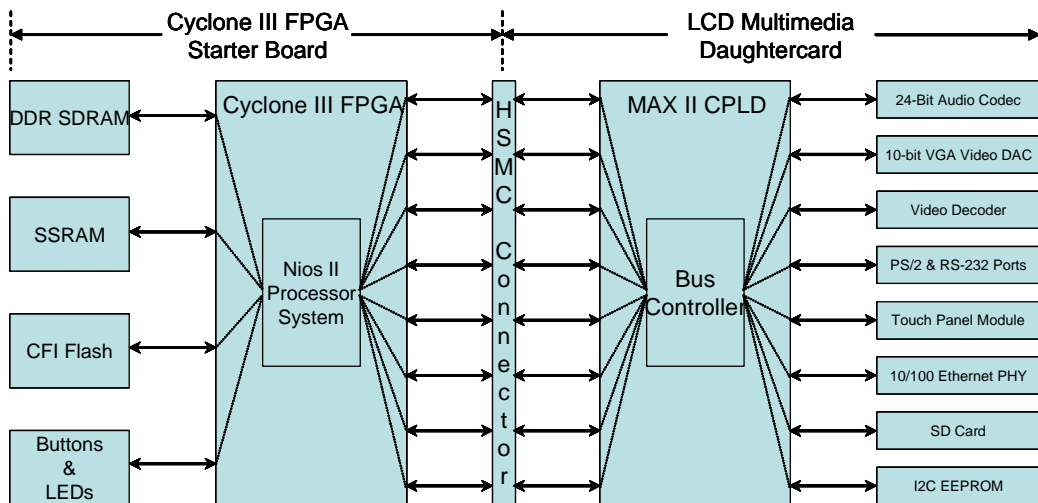 Cyclone III FPGA
Starter Board
LCD Multimedia
Daughtercard
DDR SDRAM
SSRAM
CFI Flash
Buttons
&
LEDs
Cyclone III FPGA
Nios II
Processor
System
HSMC Connector
MAX II CPLD
Bus
Controller
24-Bit Audio Codec
10-bit VGA Video DAC
Video Decoder
PS/2 & RS-232 Ports
Touch Panel Module
10/100 Ethernet PHY
SD Card
I2C EEPROM